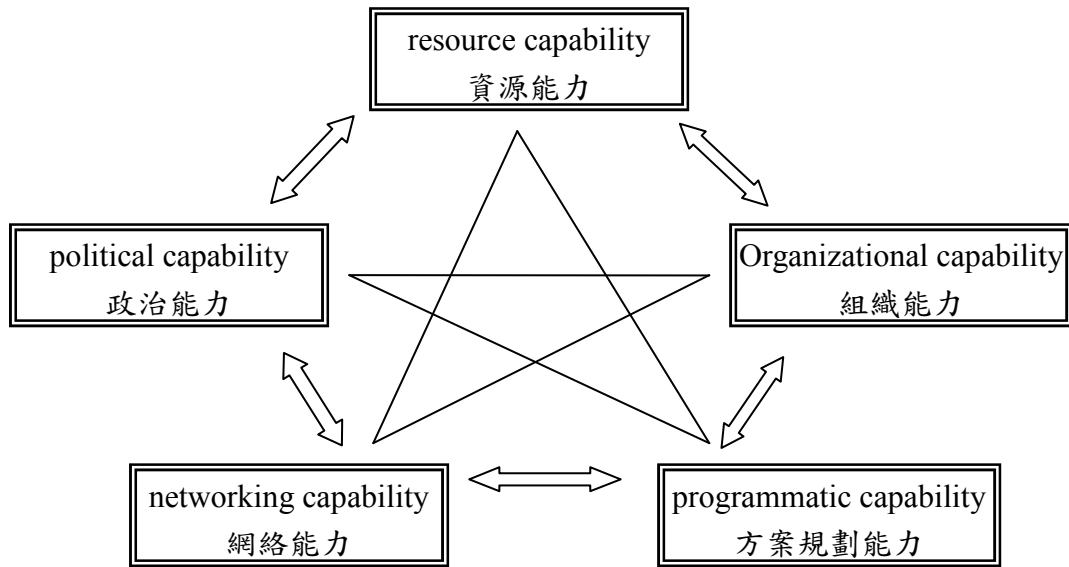 resource capability
資源能力
political capability
政治能力
Organizational capability
組織能力
networking capability
網絡能力
programmatic capability
方案規劃能力